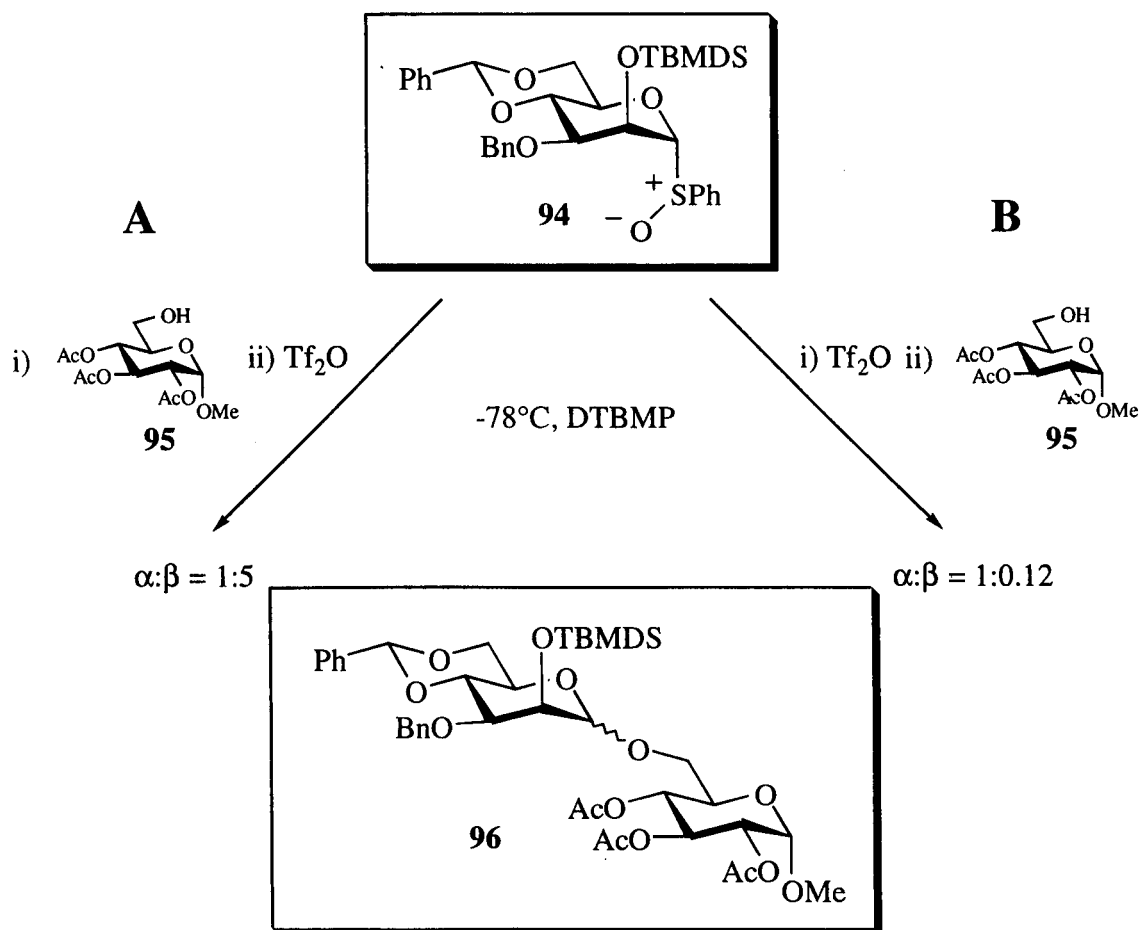 OTBMDS
Ph
O
O
O
BnO
+
SPh
−
O
94
A
B
i)
OH
O
AcO
AcO
AcO
OMe
95
ii) Tf2O
-78°C, DTBMP
i) Tf2O ii)
OH
O
AcO
AcO
AcO
OMe
95
α:β = 1:5
α:β = 1:0.12
OTBMDS
Ph
O
O
O
BnO
O
O
AcO
AcO
AcO
OMe
96